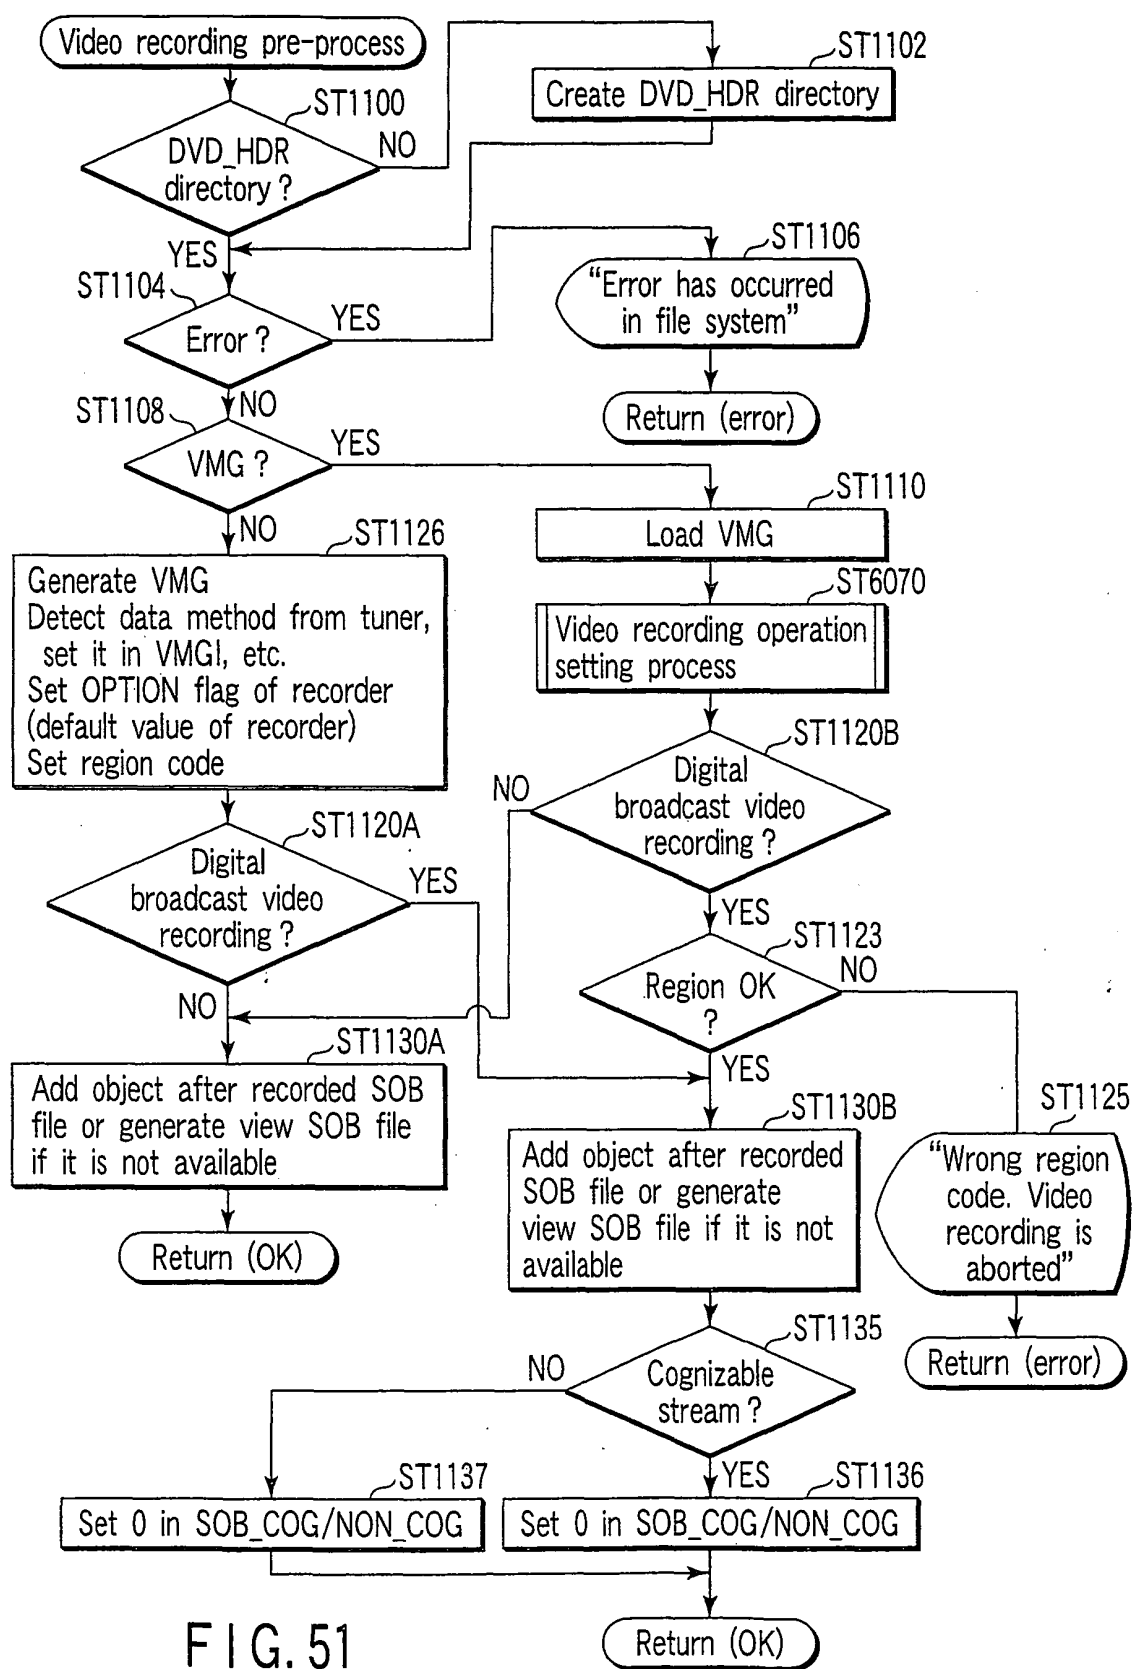 Video recording pre-process
ST1100
DVD_HDR
directory ?
NO
ST1102
Create DVD_HDR directory
YES
ST1104
Error ?
YES
ST1106
“Error has occurred
in file system”
Return (error)
NO
ST1108
VMG ?
YES
ST1110
Load VMG
ST6070
Video recording operation
setting process
NO
ST1126
Generate VMG
Detect data method from tuner,
set it in VMGI, etc.
Set OPTION flag of recorder
(default value of recorder)
Set region code
ST1120A
Digital
broadcast video
recording ?
YES
NO
ST1120B
Digital
broadcast video
recording ?
NO
YES
ST1123
Region OK
?
NO
YES
ST1130A
Add object after recorded SOB
file or generate view SOB file
if it is not available
Return (OK)
ST1130B
Add object after recorded
SOB file or generate
view SOB file if it is not
available
ST1125
“Wrong region
code. Video
recording is
aborted”
Return (error)
ST1135
Cognizable
stream ?
NO
YES
ST1137
Set 0 in SOB_COG/NON_COG
ST1136
Set 0 in SOB_COG/NON_COG
Return (OK)
FIG. 51